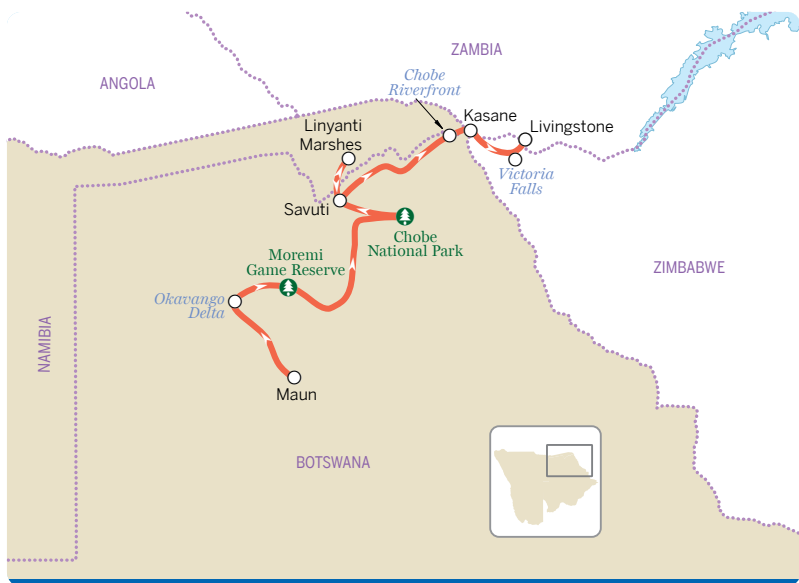 ZAMBIA
ANGOLA
Chobe
Riverfront
Kasane
Livingstone
Linyanti
Marshes
Victoria
Falls
Savuti
Chobe
National Park
Moremi
Game Reserve
ZIMBABWE
Okavango
Delta
NAMIBIA
Maun
BOTSWANA